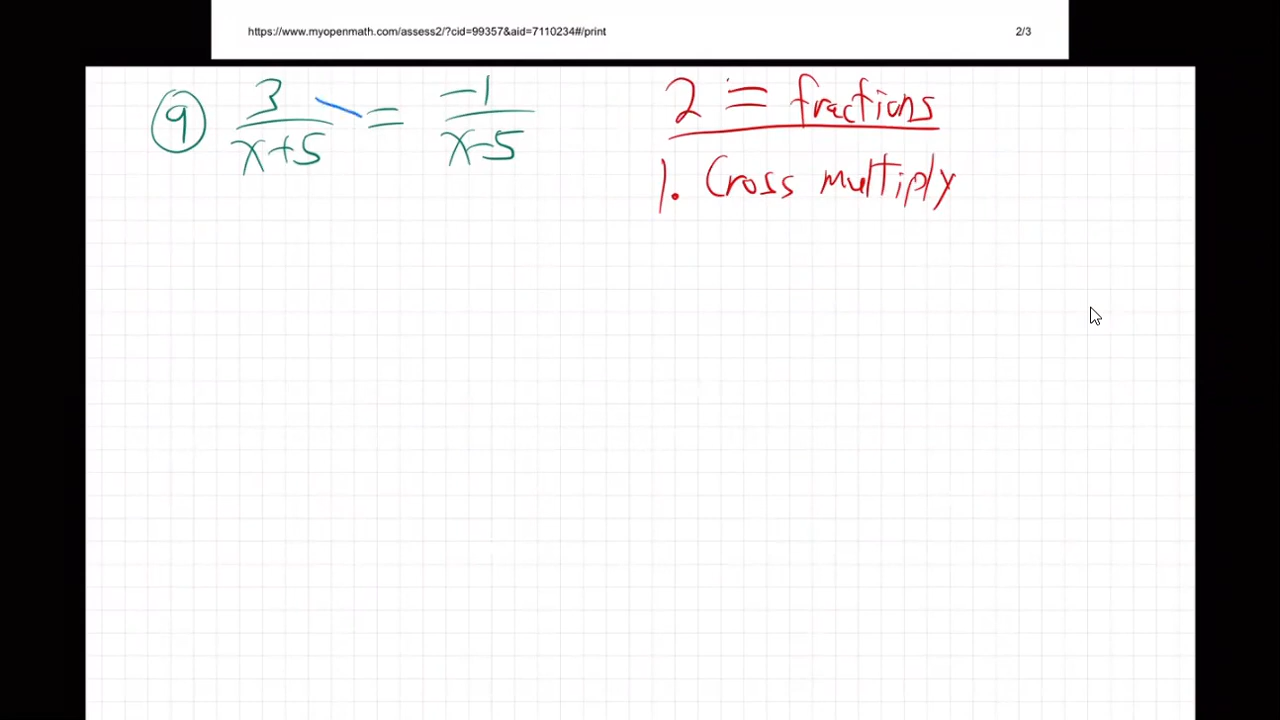 https://www.myopenmath.com/assess2/?cid=99357&aid=7110234#/print 2/3
9 3/(x+5) = -1/(x-5)
2 = fractions
1. Cross multiply